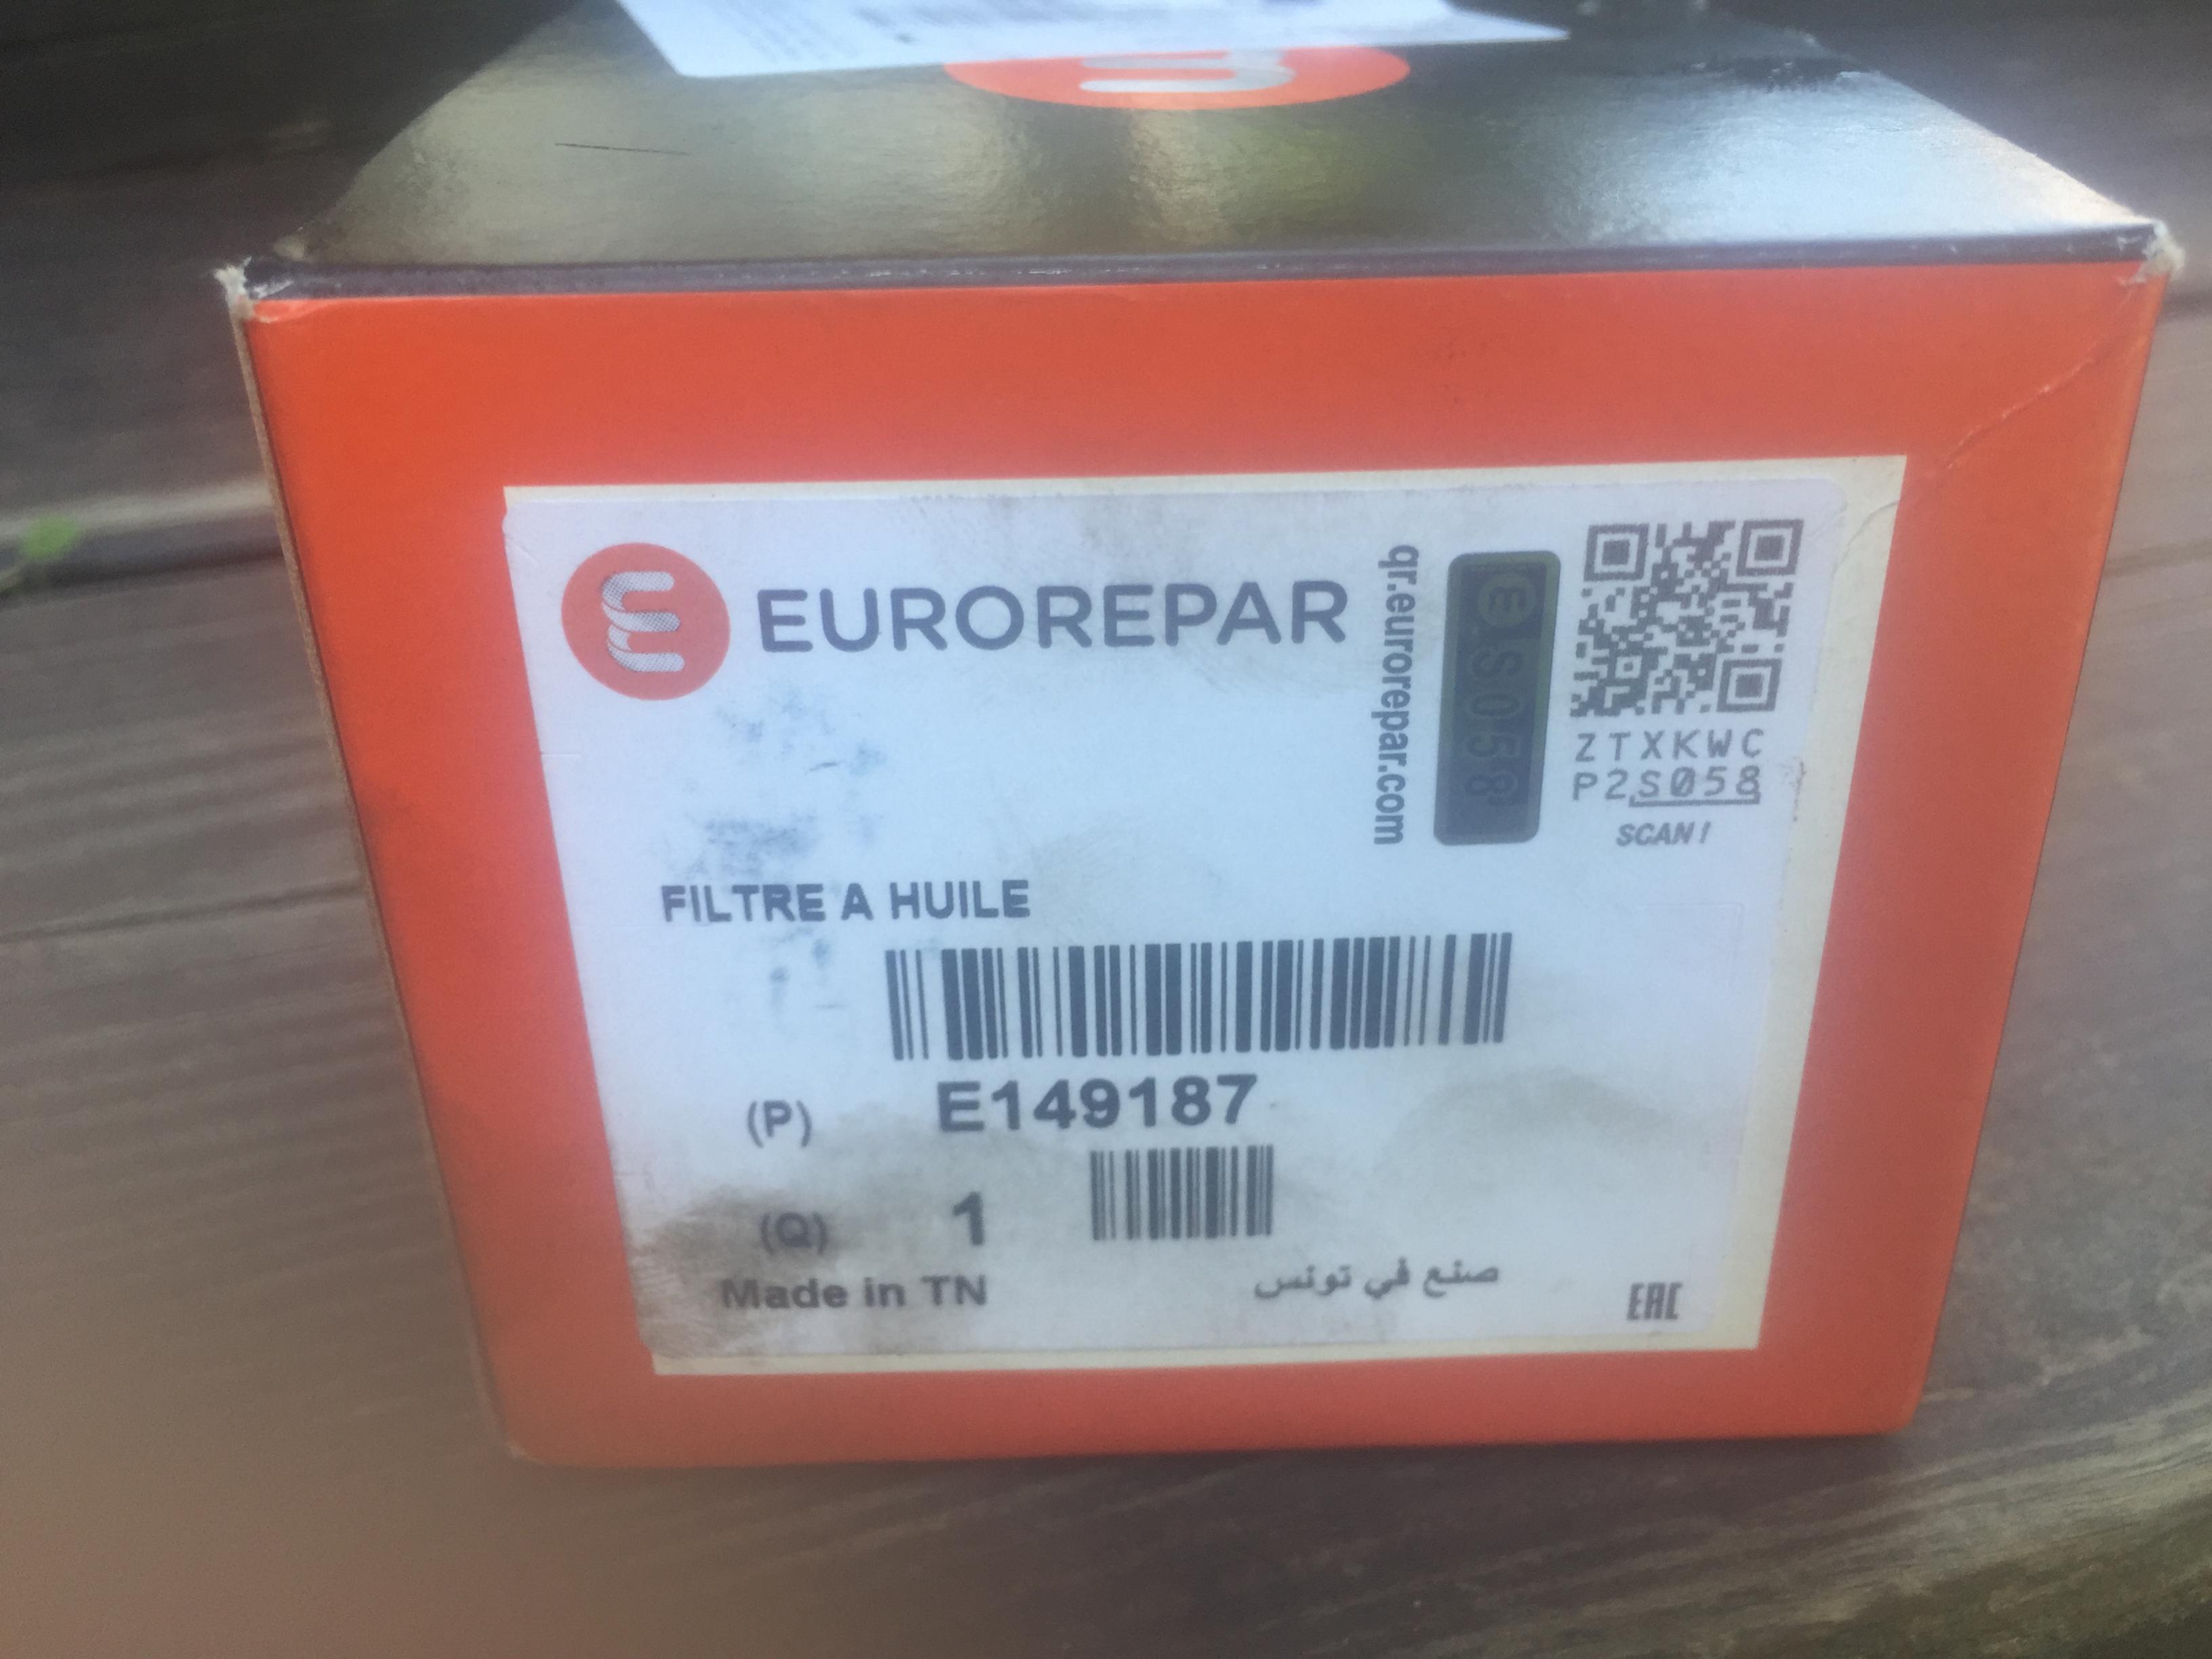 EUROREPAR
qr.eurorepar.com
S058
ZTXKWC
P2S058
SCAN!
FILTRE A HUILE
(P) E149187
(Q) 1
Made in TN
صنع في تونس
EAC